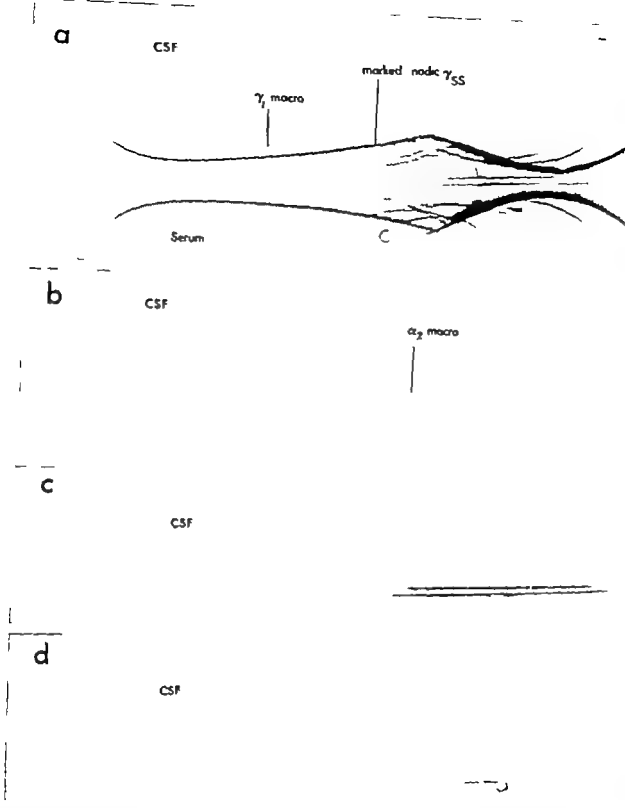 a
CSF
marked nodic γSS
γ1 macro
Serum
C
b
CSF
α2 macro
c
CSF
d
CSF